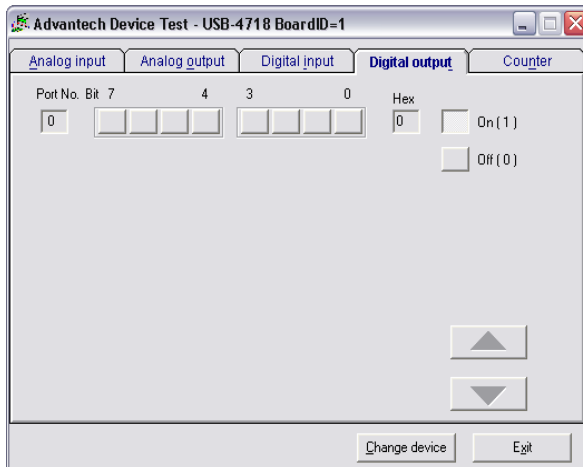 Advantech Device Test - USB-4718 BoardID=1
Analog input Analog output Digital input Digital output Counter
Port No. Bit 7 4 3 0 Hex
0 0 On ( 1 )
Off ( 0 )
Change device Exit